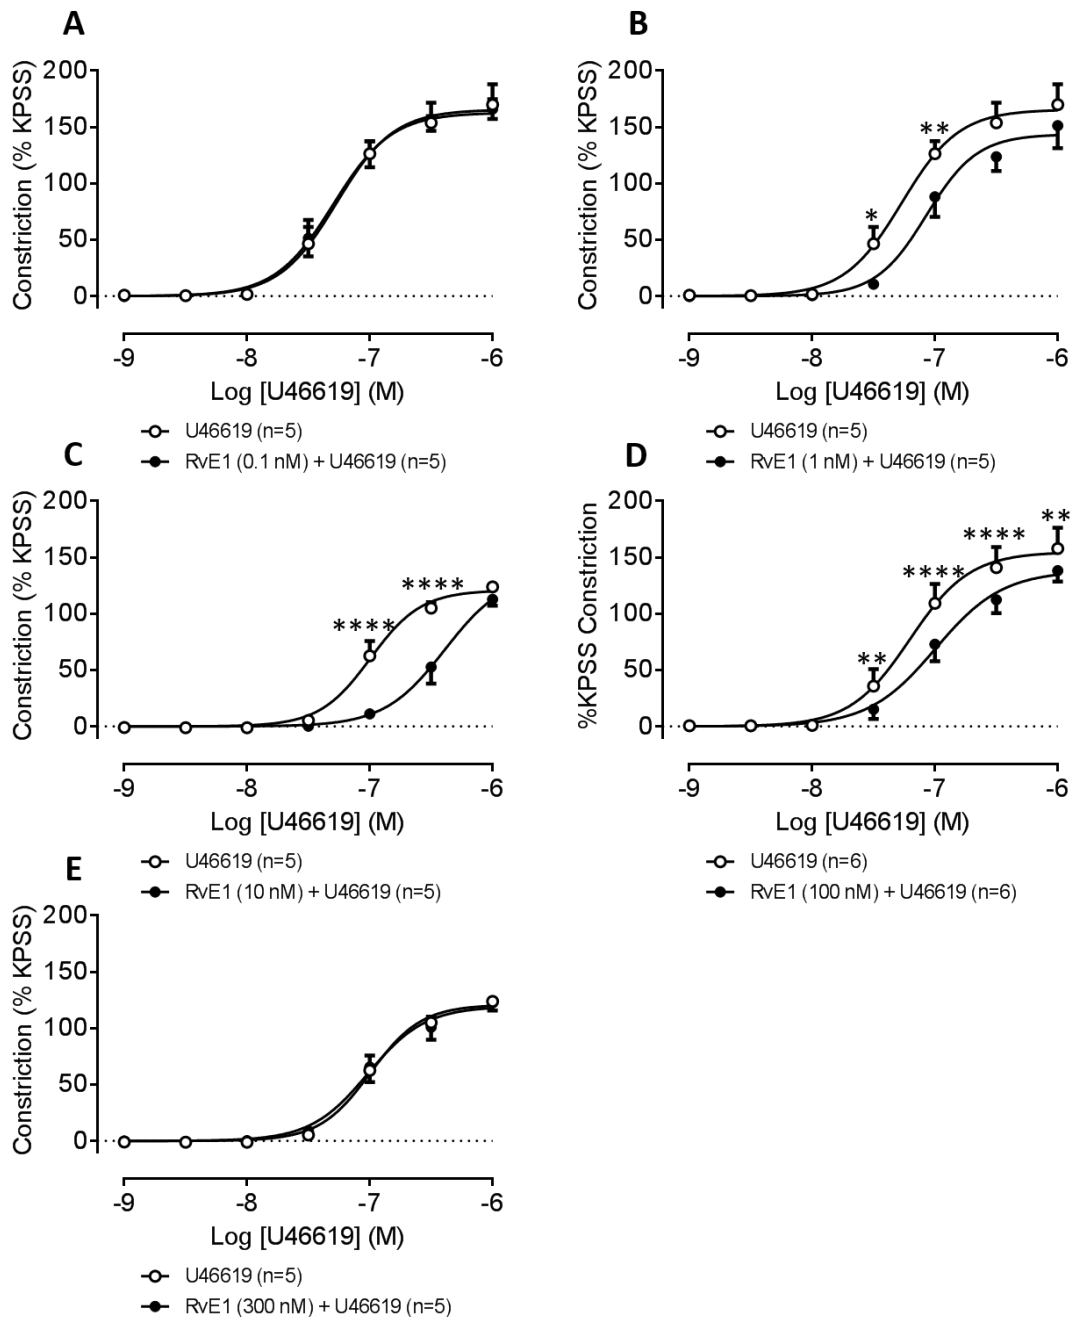 A
Constriction (% KPSS)
200
150
100
50
0
-9 -8 -7 -6
Log [U46619] (M)
U46619 (n=5)
RvE1 (0.1 nM) + U46619 (n=5)
B
Constriction (% KPSS)
200
150
100
50
0
*
**
-9 -8 -7 -6
Log [U46619] (M)
U46619 (n=5)
RvE1 (1 nM) + U46619 (n=5)
C
Constriction (% KPSS)
200
150
100
50
0
****
****
-9 -8 -7 -6
Log [U46619] (M)
U46619 (n=5)
RvE1 (10 nM) + U46619 (n=5)
D
%KPSS Constriction
200
150
100
50
0
**
****
****
**
-9 -8 -7 -6
Log [U46619] (M)
U46619 (n=6)
RvE1 (100 nM) + U46619 (n=6)
E
Constriction (% KPSS)
200
150
100
50
0
-9 -8 -7 -6
Log [U46619] (M)
U46619 (n=5)
RvE1 (300 nM) + U46619 (n=5)